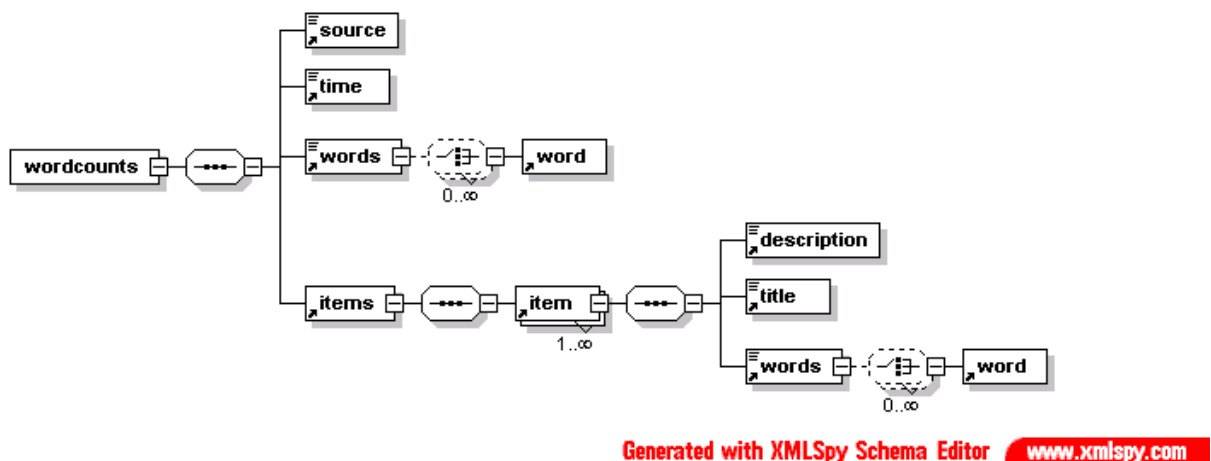 source
time
wordcounts
words
word
0..∞
description
items
item
title
1..∞
words
word
0..∞
Generated with XMLSpy Schema Editor www.xmlspy.com